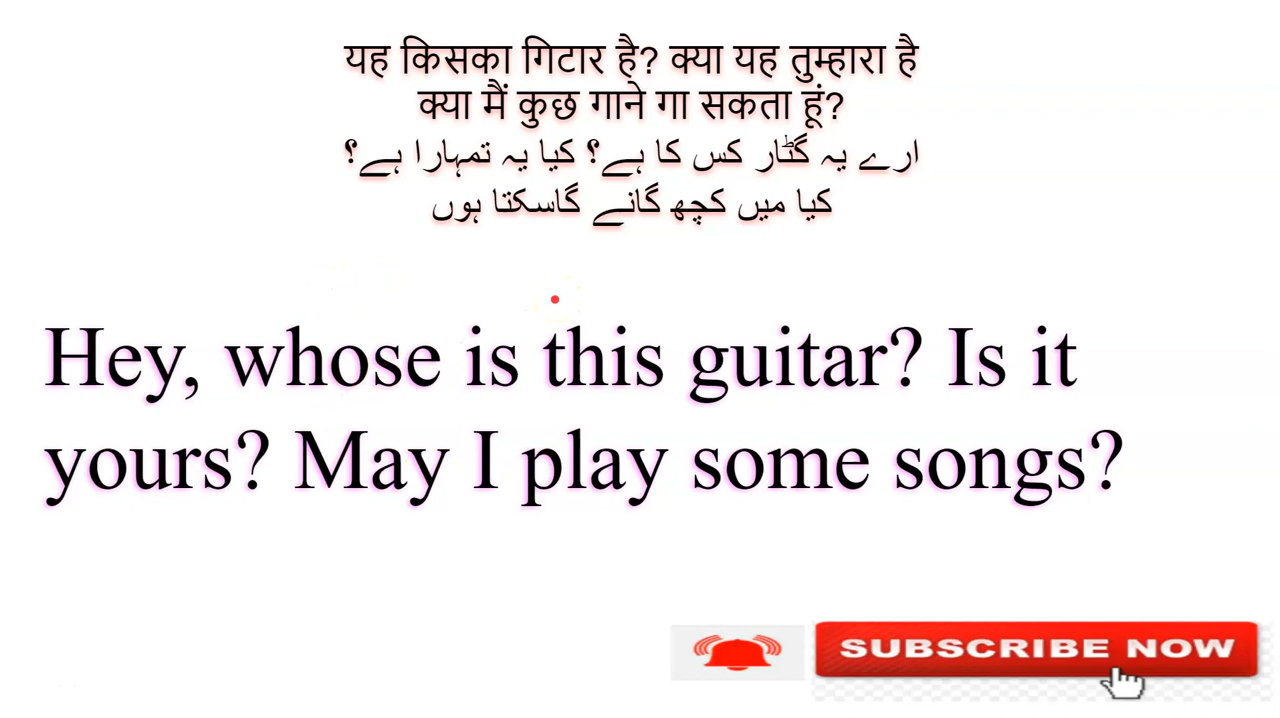 यह किसका गिटार है? क्या यह तुम्हारा है
क्या मैं कुछ गाने गा सकता हूं?
ارے یہ گٹار کس کا ہے؟ کیا یہ تمہارا ہے؟
کیا میں کچھ گانے گاسکتا ہوں
Hey, whose is this guitar? Is it
yours? May I play some songs?
SUBSCRIBE NOW